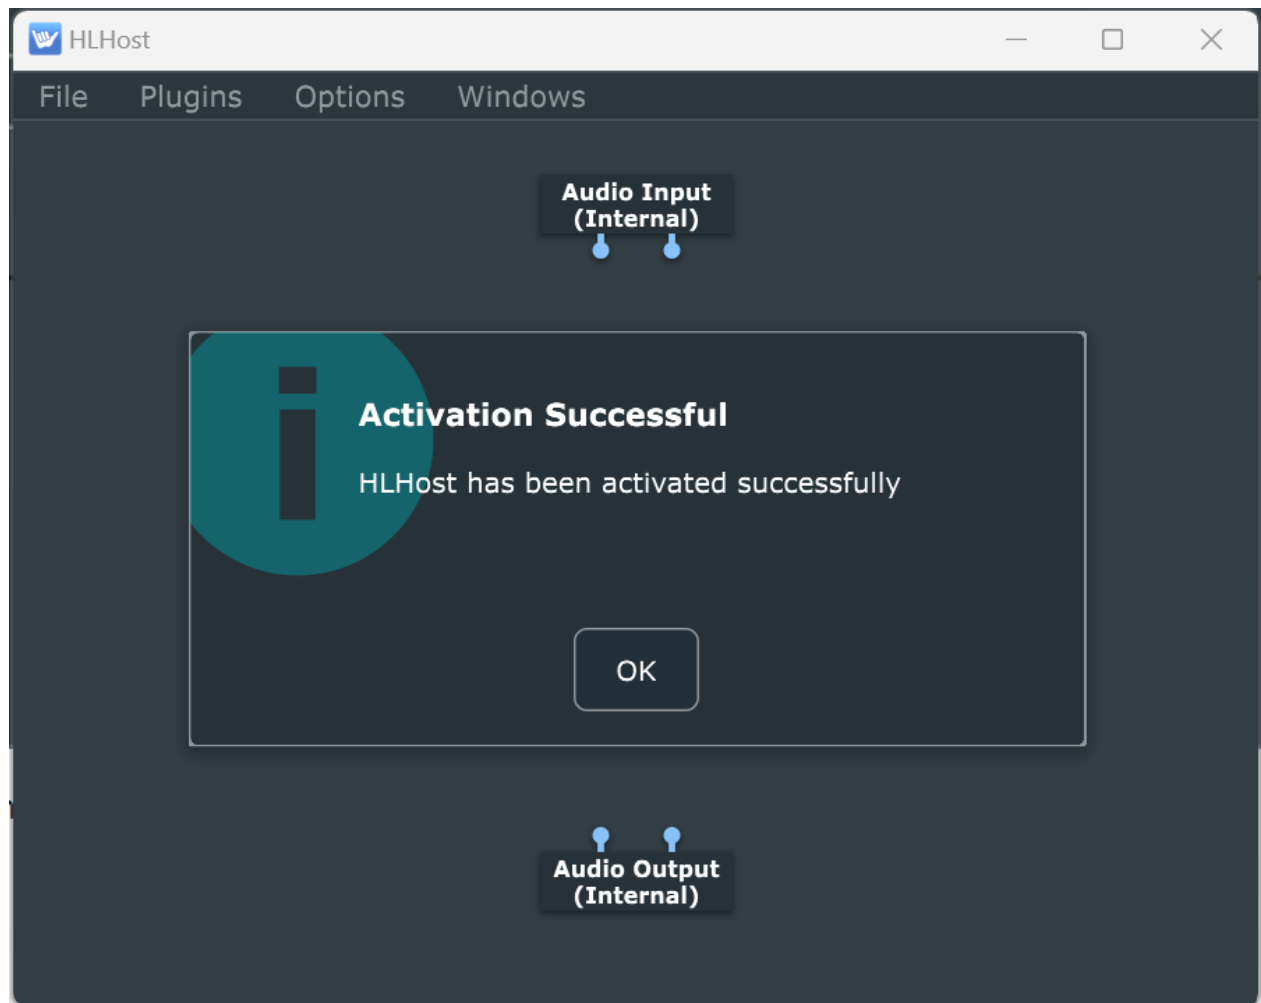 HLHost
File Plugins Options Windows
Audio Input
(Internal)
Activation Successful
HLHost has been activated successfully
OK
Audio Output
(Internal)